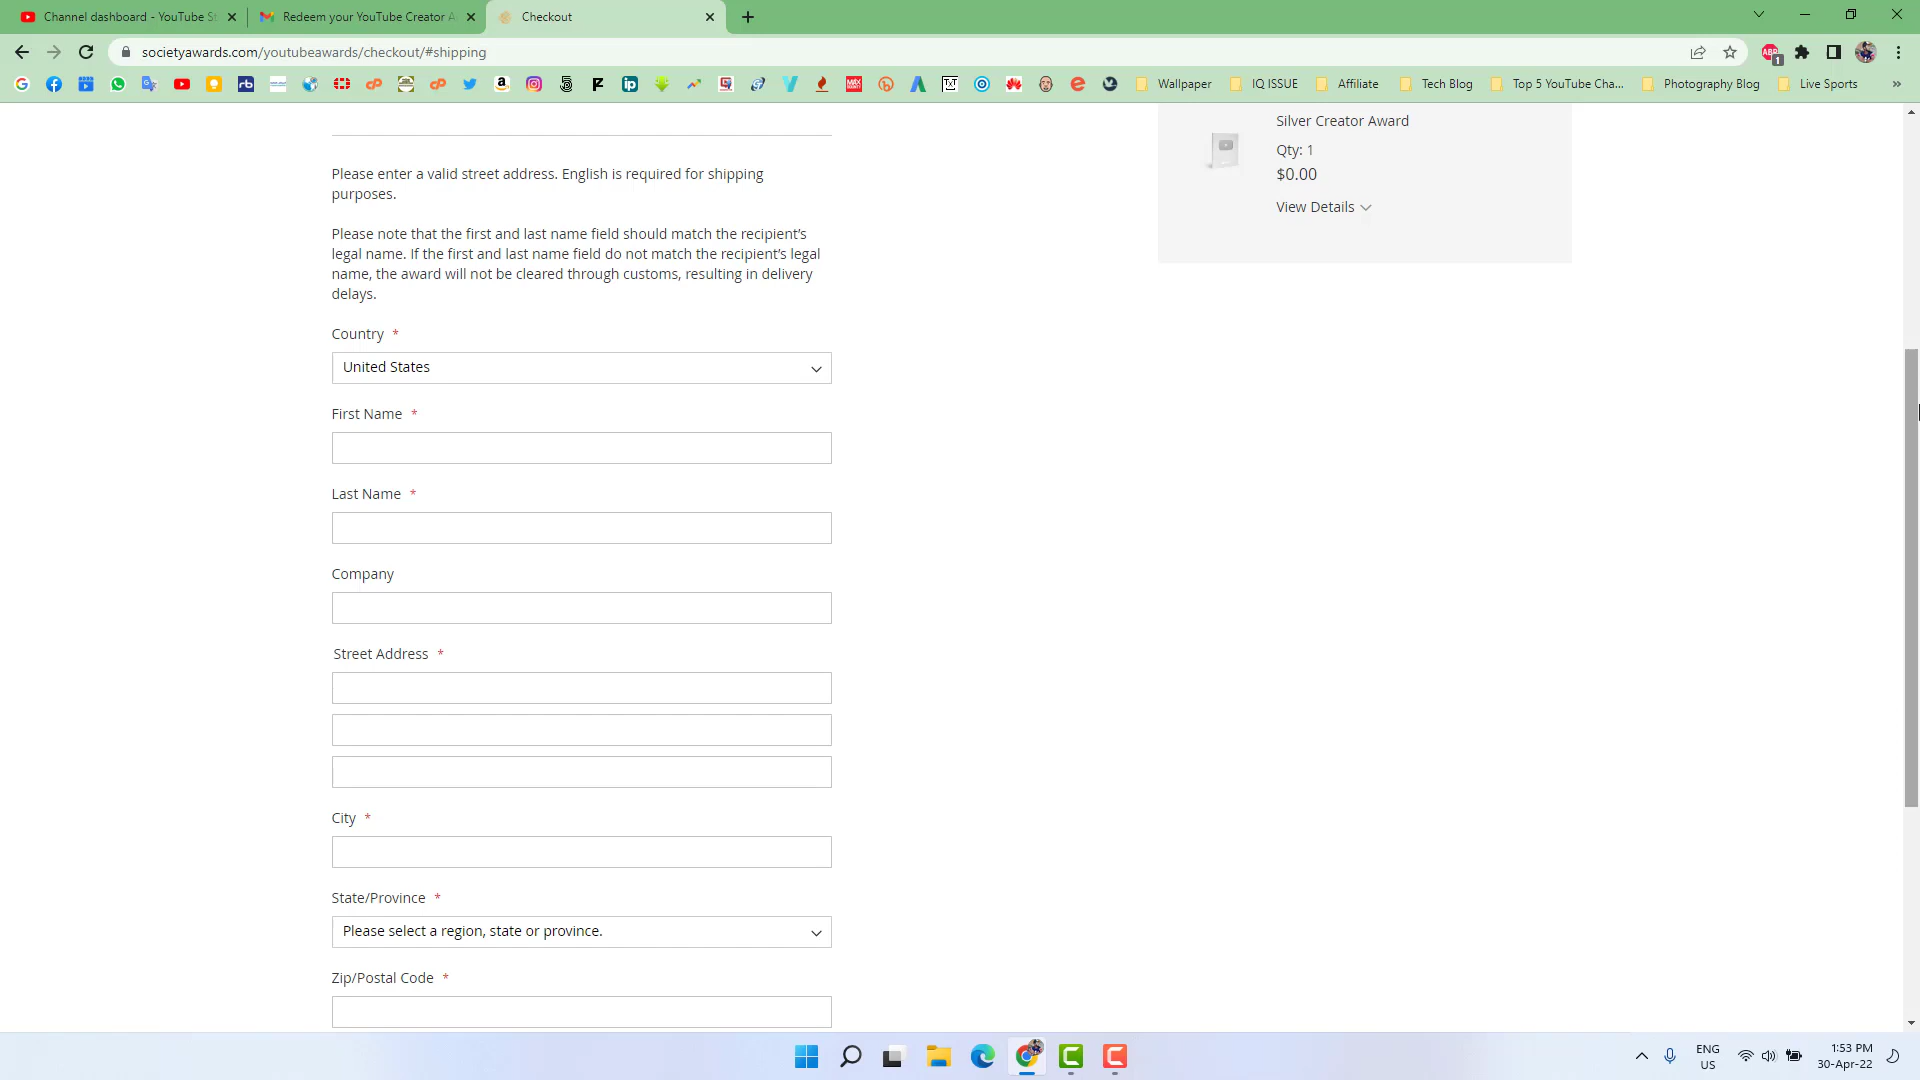 Channel dashboard - YouTube St
Redeem your YouTube Creator A
Checkout
societyawards.com/youtubeawards/checkout/#shipping
ABP
1
Wallpaper
IQ ISSUE
Affiliate
Tech Blog
Top 5 YouTube Cha...
Photography Blog
Live Sports
Silver Creator Award
Qty: 1
$0.00
View Details
Please enter a valid street address. English is required for shipping
purposes.
Please note that the first and last name field should match the recipient's
legal name. If the first and last name field do not match the recipient's legal
name, the award will not be cleared through customs, resulting in delivery
delays.
Country *
United States
First Name *
Last Name *
Company
Street Address *
City *
State/Province *
Please select a region, state or province.
Zip/Postal Code *
ENG
US
1:53 PM
30-Apr-22